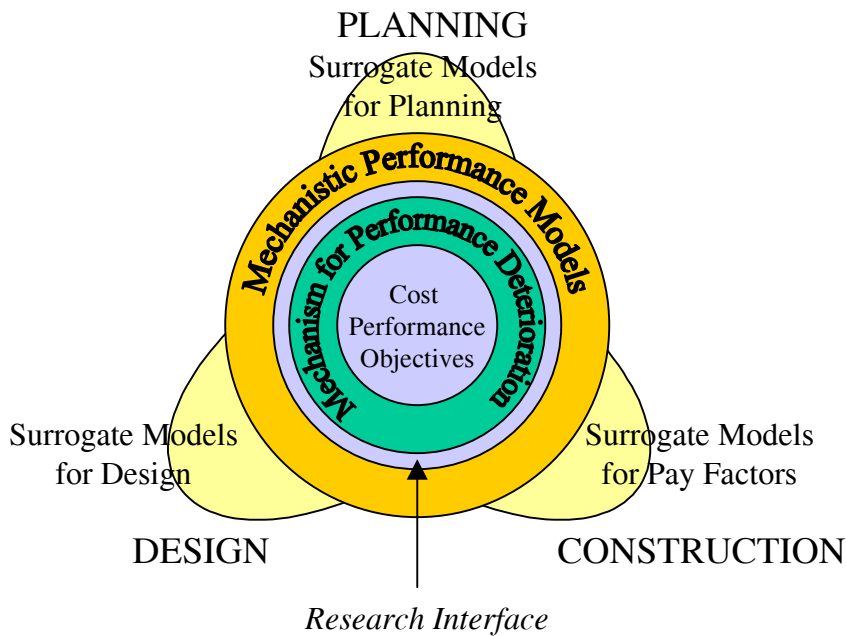 PLANNING
Surrogate Models
for Planning
Mechanistic Performance Models
Mechanism for Performance Deterioration
Cost
Performance
Objectives
Surrogate Models
for Design
Surrogate Models
for Pay Factors
DESIGN
CONSTRUCTION
Research Interface